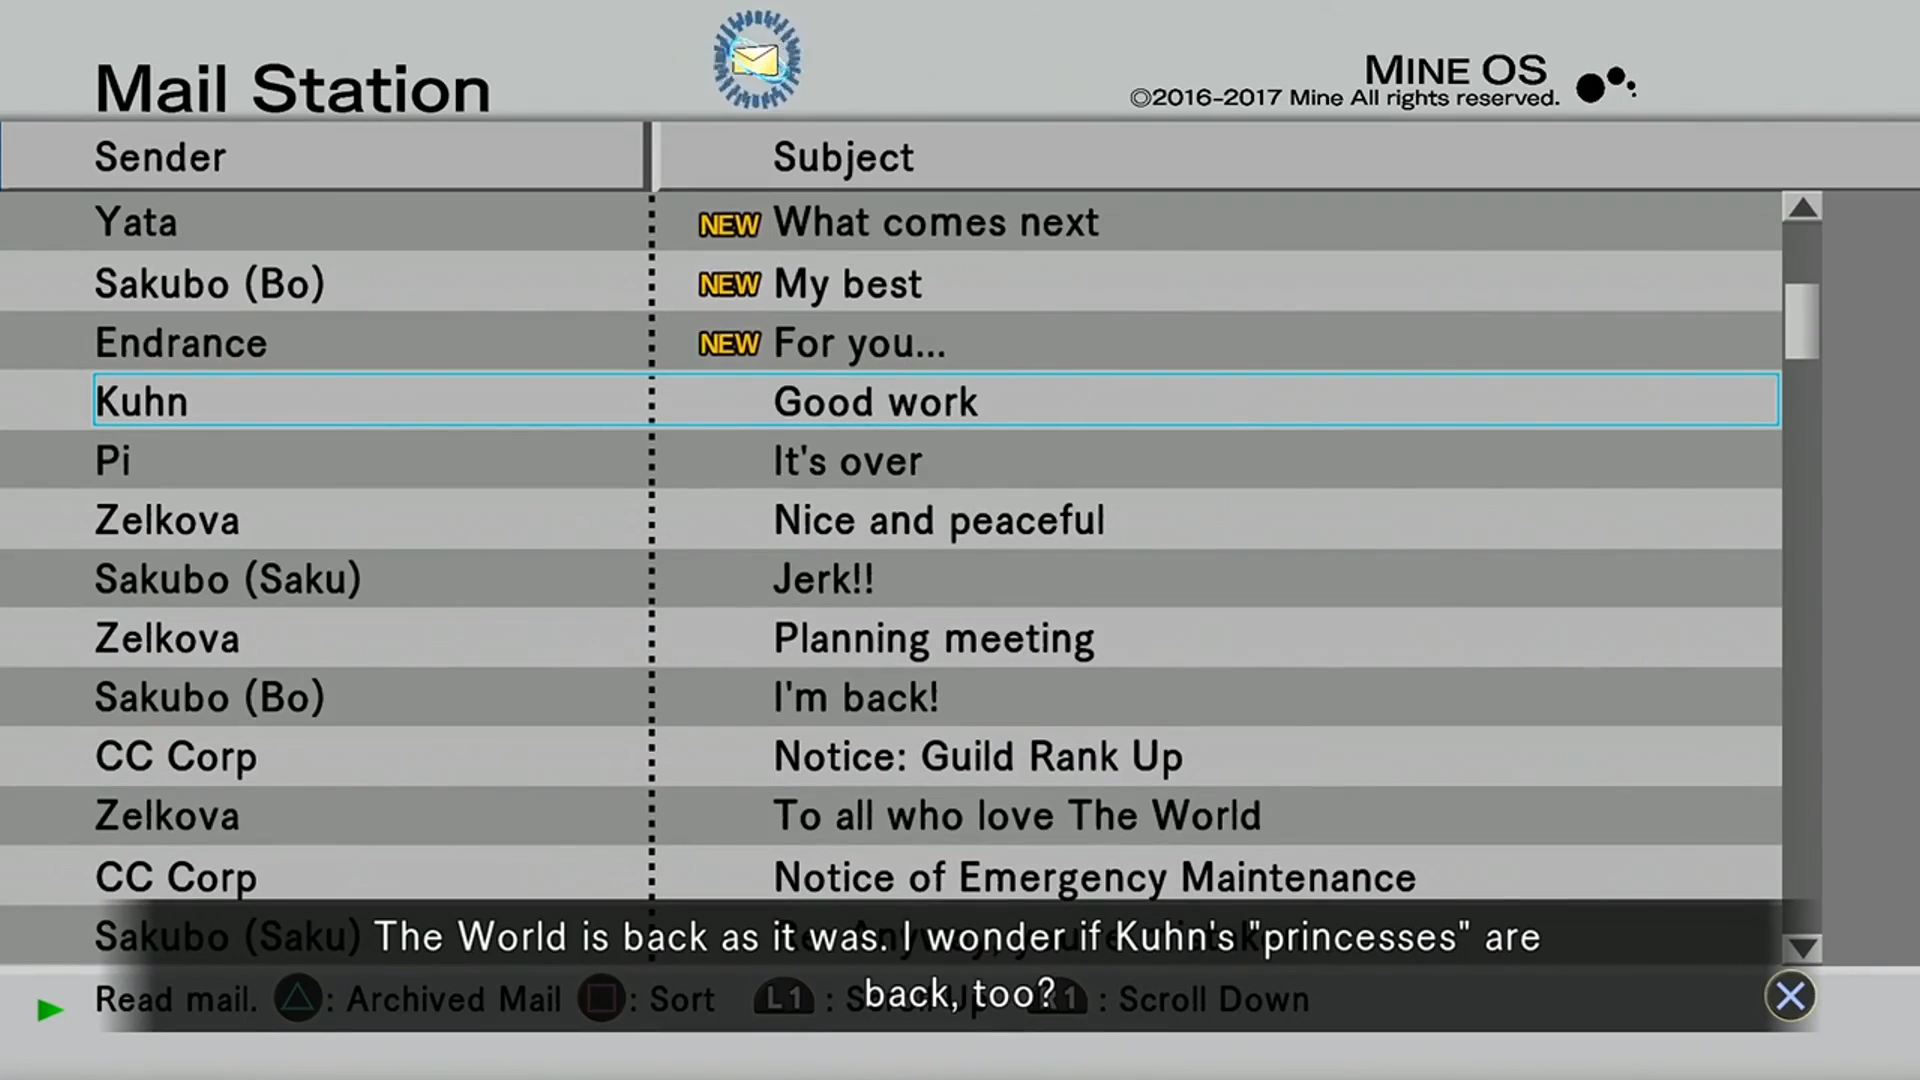 Mail Station
MINE OS
©2016-2017 Mine All rights reserved.
Sender Subject
Yata NEW What comes next
Sakubo (Bo) NEW My best
Endrance NEW For you...
Kuhn Good work
Pi It's over
Zelkova Nice and peaceful
Sakubo (Saku) Jerk!!
Zelkova Planning meeting
Sakubo (Bo) I'm back!
CC Corp Notice: Guild Rank Up
Zelkova To all who love The World
CC Corp Notice of Emergency Maintenance
Sakubo (Saku)
The World is back as it was. I wonder if Kuhn's "princesses" are
back, too?
Read mail. : Archived Mail : Sort L1 : : Scroll Down